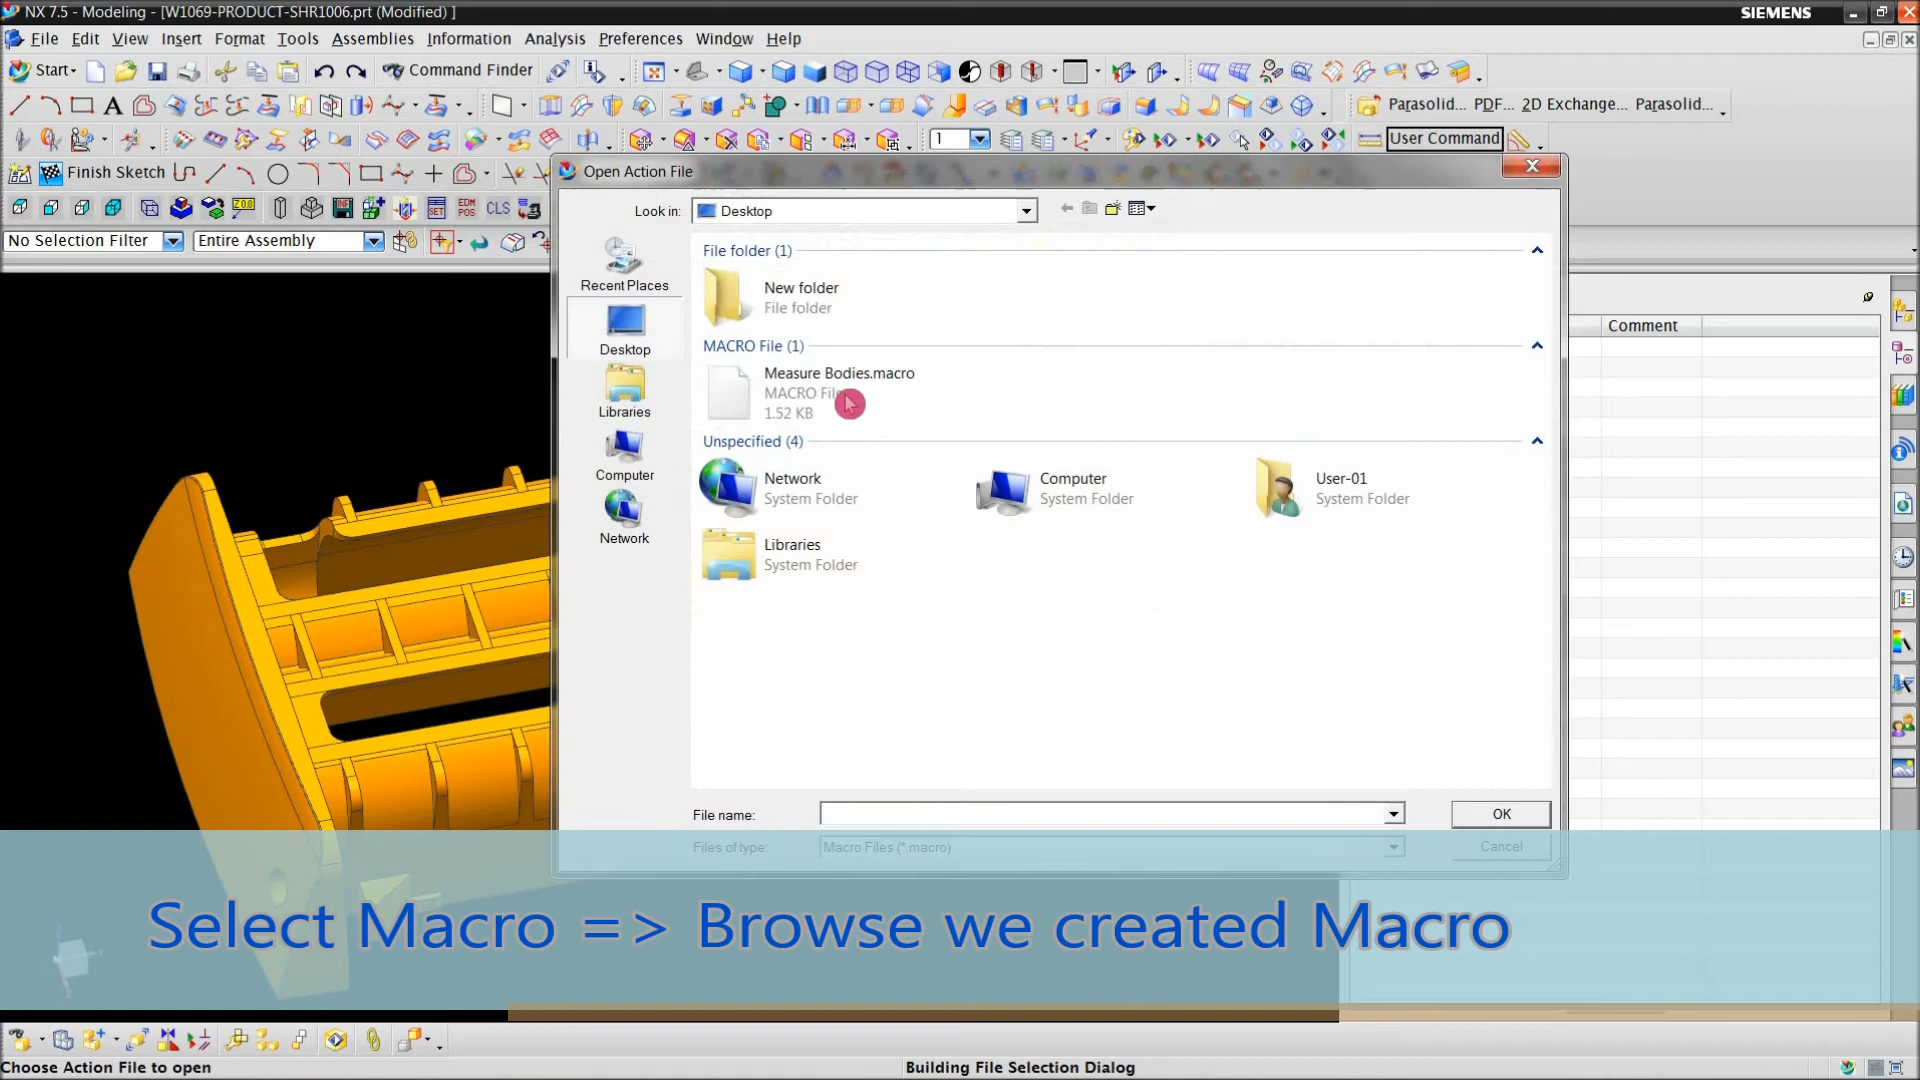 NX 7.5 - Modeling - [W1069-PRODUCT-SHR1006.prt (Modified) ]
SIEMENS
File Edit View Insert Format Tools Assemblies Information Analysis Preferences Window Help
Start Command Finder
Parasolid... PDF... 2D Exchange... Parasolid...
1
User Command
Finish Sketch
Open Action File
CLS
No Selection Filter Entire Assembly
Look in: Desktop
Recent Places
Desktop
Libraries
Computer
Network
File folder (1)
New folder
File folder
MACRO File (1)
Measure Bodies.macro
MACRO File
1.52 KB
Unspecified (4)
Network
System Folder
Computer
System Folder
User-01
System Folder
Libraries
System Folder
Comment
File name: OK
Files of type: Macro Files (*.macro) Cancel
Select Macro => Browse we created Macro
Choose Action File to open
Building File Selection Dialog